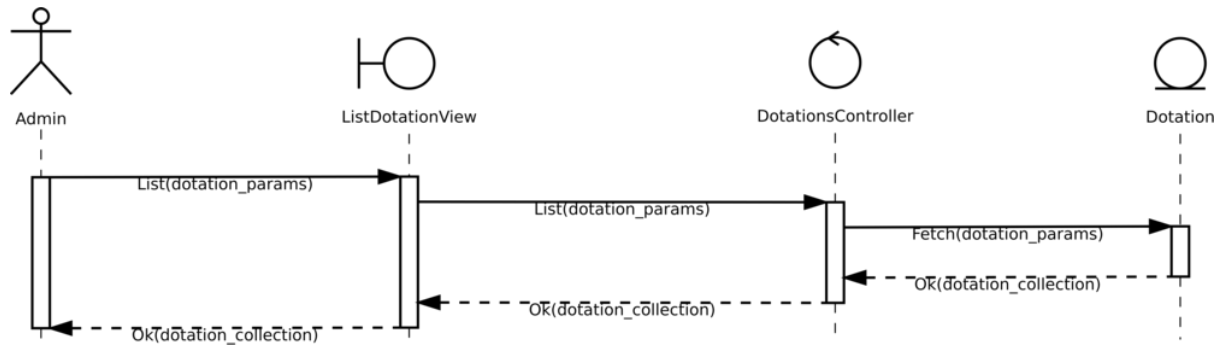 Admin
ListDotationView
DotationsController
Dotation
List(dotation_params)
List(dotation_params)
Fetch(dotation_params)
Ok(dotation_collection)
Ok(dotation_collection)
Ok(dotation_collection)